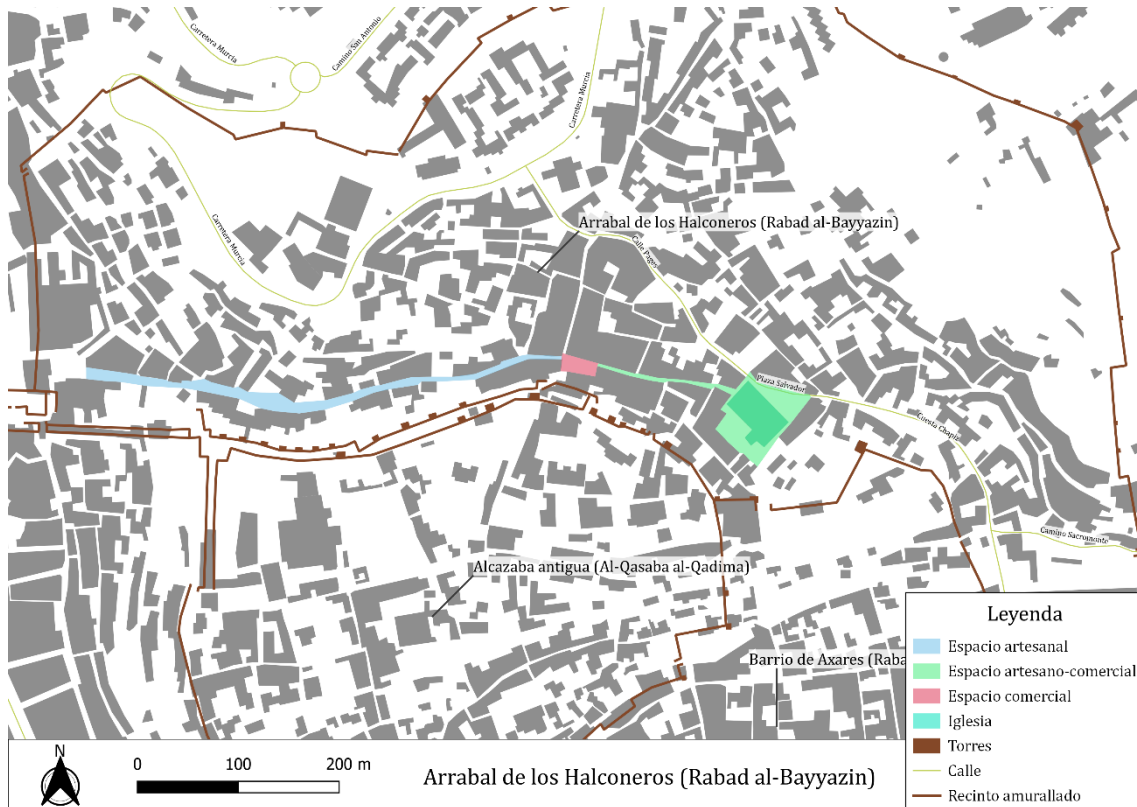 Carretera Murcia
Camino San Antonio
Carretera Murcia
Arrabal de los Halconeros (Rabad al-Bayyazin)
Carretera Murcia
Calle Pages
Plaza Salvador
Cuesta Chapiz
Camino Sacromonte
Alcazaba antigua (Al-Qasaba al-Qadima)
Barrio de Axares (Raba
Leyenda
Espacio artesanal
Espacio artesano-comercial
Espacio comercial
Iglesia
Torres
Calle
Recinto amurallado
N
0 100 200 m
Arrabal de los Halconeros (Rabad al-Bayyazin)